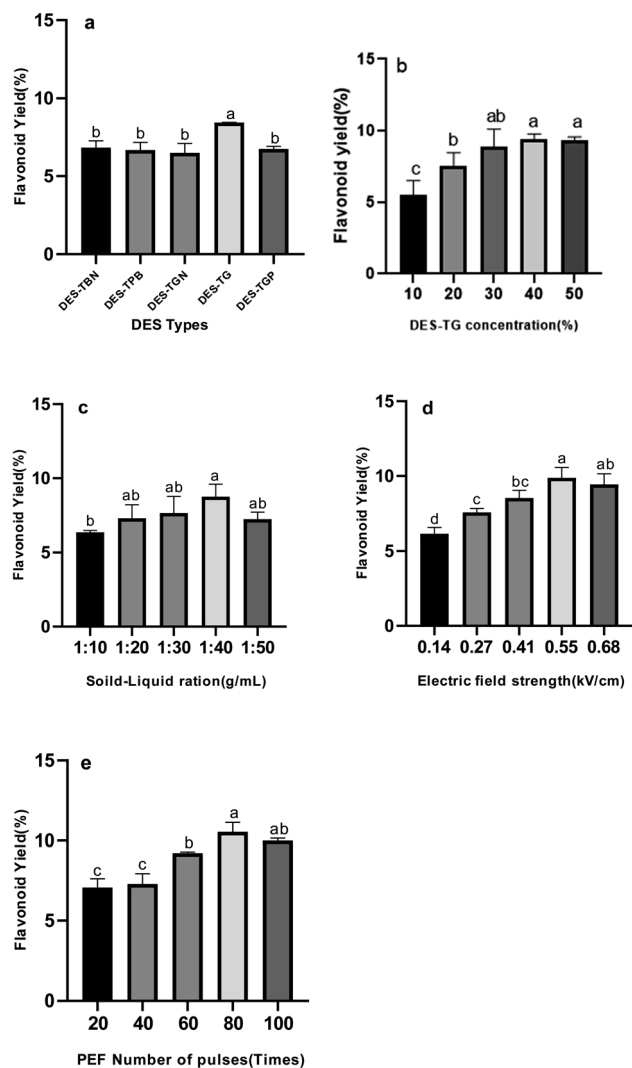 a
Flavonoid Yield(%)
15
10
5
0
b
b
b
a
b
DES-TBN
DES-TPB
DES-TGN
DES-TG
DES-TGP
DES Types
b
Flavonoid yield(%)
15
10
5
0
c
b
ab
a
a
10 20 30 40 50
DES-TG concentration(%)
c
Flavonoid Yield(%)
15
10
5
0
b
ab
ab
a
ab
1:10 1:20 1:30 1:40 1:50
Soild-Liquid ration(g/mL)
d
Flavonoid Yield(%)
15
10
5
0
d
c
bc
a
ab
0.14 0.27 0.41 0.55 0.68
Electric field strength(kV/cm)
e
Flavonoid Yield(%)
15
10
5
0
c
c
b
a
ab
20 40 60 80 100
PEF Number of pulses(Times)